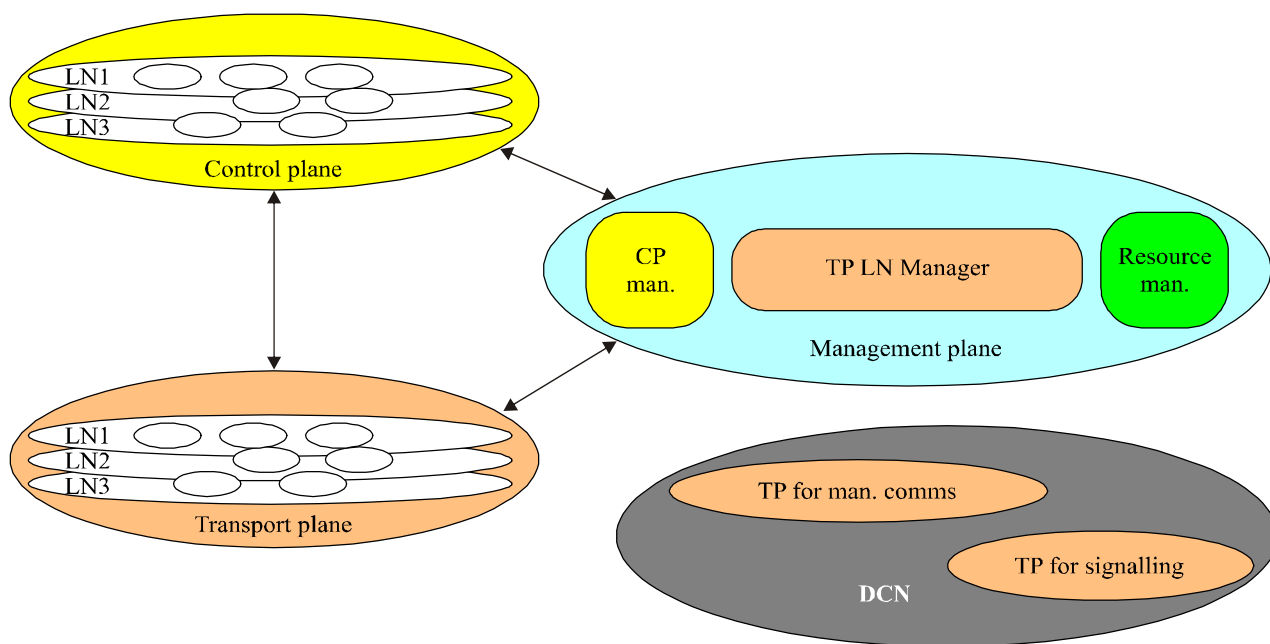 LN1
LN2
LN3
Control plane
CP
man.
TP LN Manager
Resource
man.
Management plane
LN1
LN2
LN3
Transport plane
TP for man. comms
TP for signalling
DCN